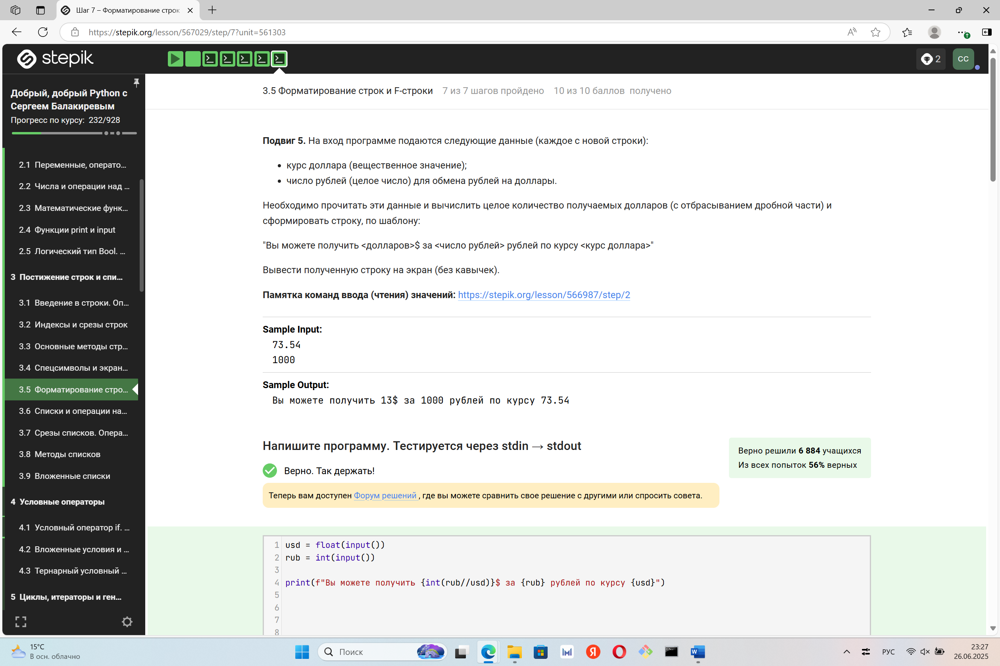 Шаг 7 – Форматирование строк
https://stepik.org/lesson/567029/step/7?unit=561303
stepik
2
CC
Добрый, добрый Python с
Сергеем Балакиревым
Прогресс по курсу: 232/928
2.1 Переменные, операто...
2.2 Числа и операции над ...
2.3 Математические функ...
2.4 Функции print и input
2.5 Логический тип Bool. ...
3 Постижение строк и спи...
3.1 Введение в строки. Оп...
3.2 Индексы и срезы строк
3.3 Основные методы стр...
3.4 Спецсимволы и экран...
3.5 Форматирование стро...
3.6 Списки и операции на...
3.7 Срезы списков. Опера...
3.8 Методы списков
3.9 Вложенные списки
4 Условные операторы
4.1 Условный оператор if. ...
4.2 Вложенные условия и ...
4.3 Тернарный условный ...
5 Циклы, итераторы и ген...
3.5 Форматирование строк и F-строки 7 из 7 шагов пройдено 10 из 10 баллов получено
Подвиг 5. На вход программе подаются следующие данные (каждое с новой строки):
• курс доллара (вещественное значение);
• число рублей (целое число) для обмена рублей на доллары.
Необходимо прочитать эти данные и вычислить целое количество получаемых долларов (с отбрасыванием дробной части) и
сформировать строку, по шаблону:
"Вы можете получить <долларов>$ за <число рублей> рублей по курсу <курс доллара>"
Вывести полученную строку на экран (без кавычек).
Памятка команд ввода (чтения) значений: https://stepik.org/lesson/566987/step/2
Sample Input:
73.54
1000
Sample Output:
Вы можете получить 13$ за 1000 рублей по курсу 73.54
Напишите программу. Тестируется через stdin → stdout
Верно решили 6 884 учащихся
Из всех попыток 56% верных
Верно. Так держать!
Теперь вам доступен Форум решений , где вы можете сравнить свое решение с другими или спросить совета.
1 usd = float(input())
2 rub = int(input())
3
4 print(f"Вы можете получить {int(rub//usd)}$ за {rub} рублей по курсу {usd}")
5
6
7
8
15°C
В осн. облачно
Поиск
РУС
23:27
26.06.2025